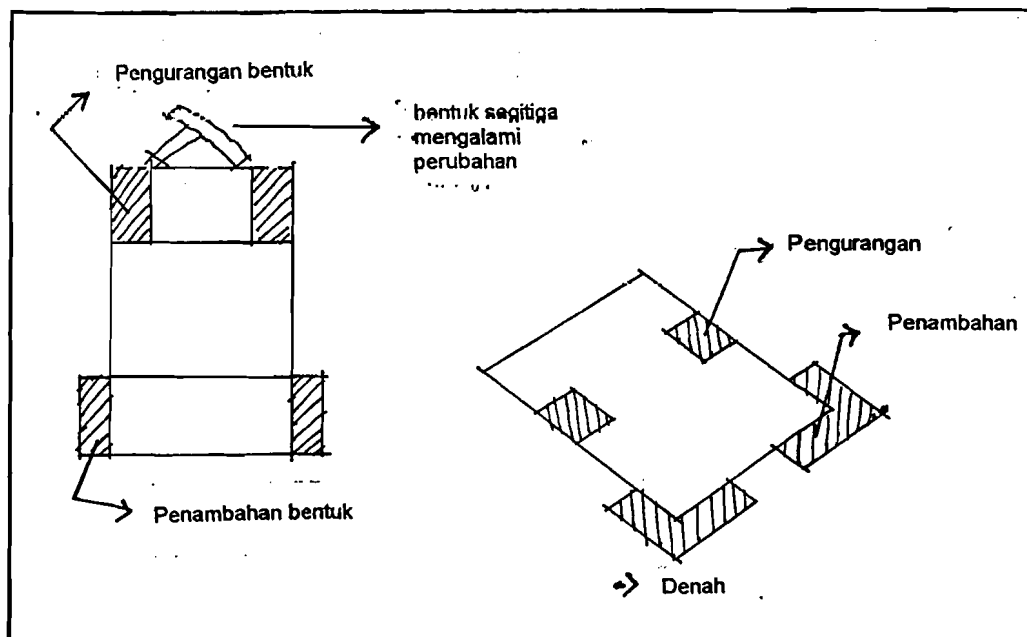 Pengurangan bentuk
bentuk segitiga
mengalami
perubahan
Pengurangan
Penambahan
Penambahan bentuk
Denah